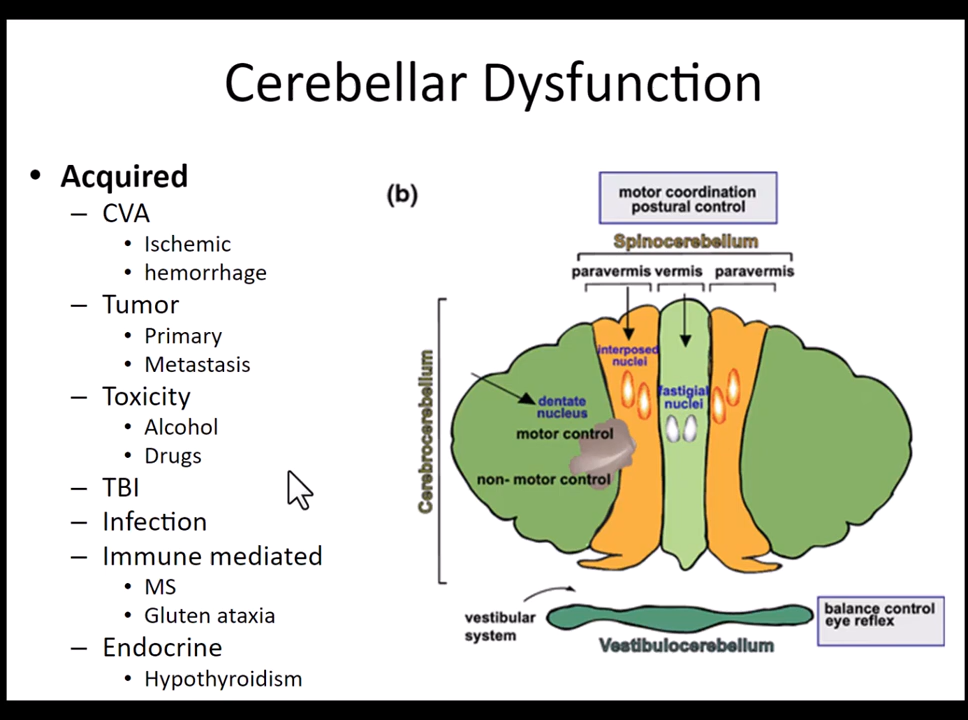 Cerebellar Dysfunction
• Acquired
– CVA
• Ischemic
• hemorrhage
– Tumor
• Primary
• Metastasis
– Toxicity
• Alcohol
• Drugs
– TBI
– Infection
– Immune mediated
• MS
• Gluten ataxia
– Endocrine
• Hypothyroidism
(b)
motor coordination
postural control
Spinocerebellum
paravermis vermis paravermis
Cerebrocerebellum
interposed
nuclei
fastigial
nuclei
dentate
nucleus
motor control
non- motor control
vestibular
system
Vestibulocerebellum
balance control
eye reflex